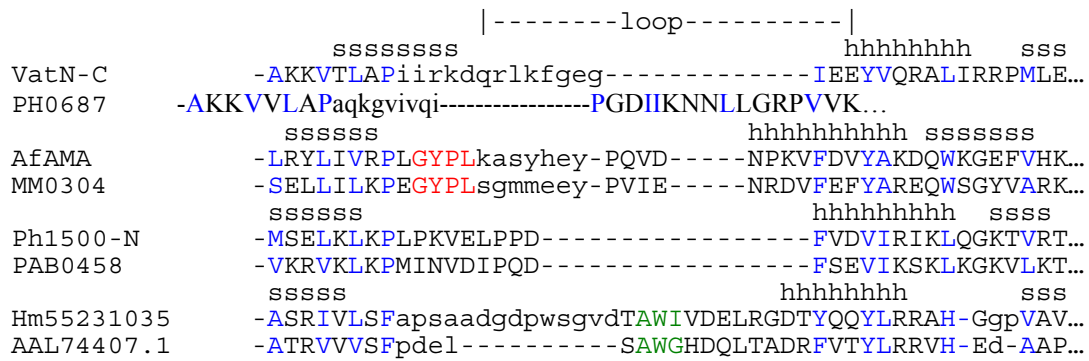 |--------loop----------|
ssssssss hhhhhhhh sss
VatN-C -AKKVTLAPiirkdqrlkfgeg-------------IEEYVQRALIRRPMLE…
PH0687 -AKKVVLAPaqkgvivqi-----------------PGDIIKNNLLGRPVVK…
ssssss hhhhhhhhhh sssssss
AfAMA -LRYLIVRPLGYPLkasyhey-PQVD-----NPKVFDVYAKDQWKGEFVHK…
MM0304 -SELLILKPEGYPLsgmmeey-PVIE-----NRDVFEFYAREQWSGYVARK…
ssssss hhhhhhhhh ssss
Ph1500-N -MSELKLKPLPKVELPPD-----------------FVDVIRIKLQGKTVRT…
PAB0458 -VKRVKLKPMINVDIPQD-----------------FSEVIKSKLKGKVLKT…
sssss hhhhhhhh sss
Hm55231035 -ASRIVLSFapsaadgdpwsgvdTAWIVDELRGDTYQQYLRRAH-GgpVAV…
AAL74407.1 -ATRVVVSFpdel----------SAWGHDQLTADRFVTYLRRVH-Ed-AAP…